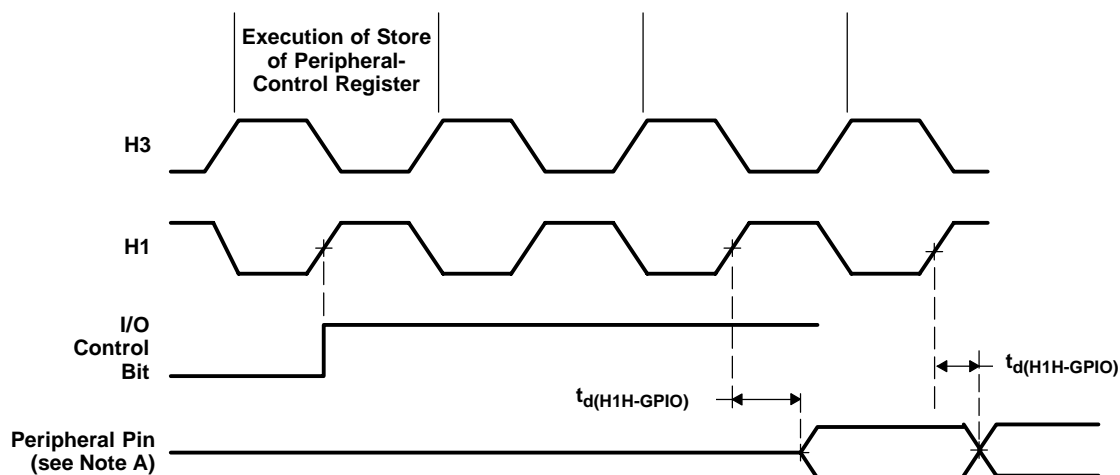 Execution of Store
of Peripheral-
Control Register
H3
H1
I/O
Control
Bit
td(H1H-GPIO)
td(H1H-GPIO)
Peripheral Pin
(see Note A)